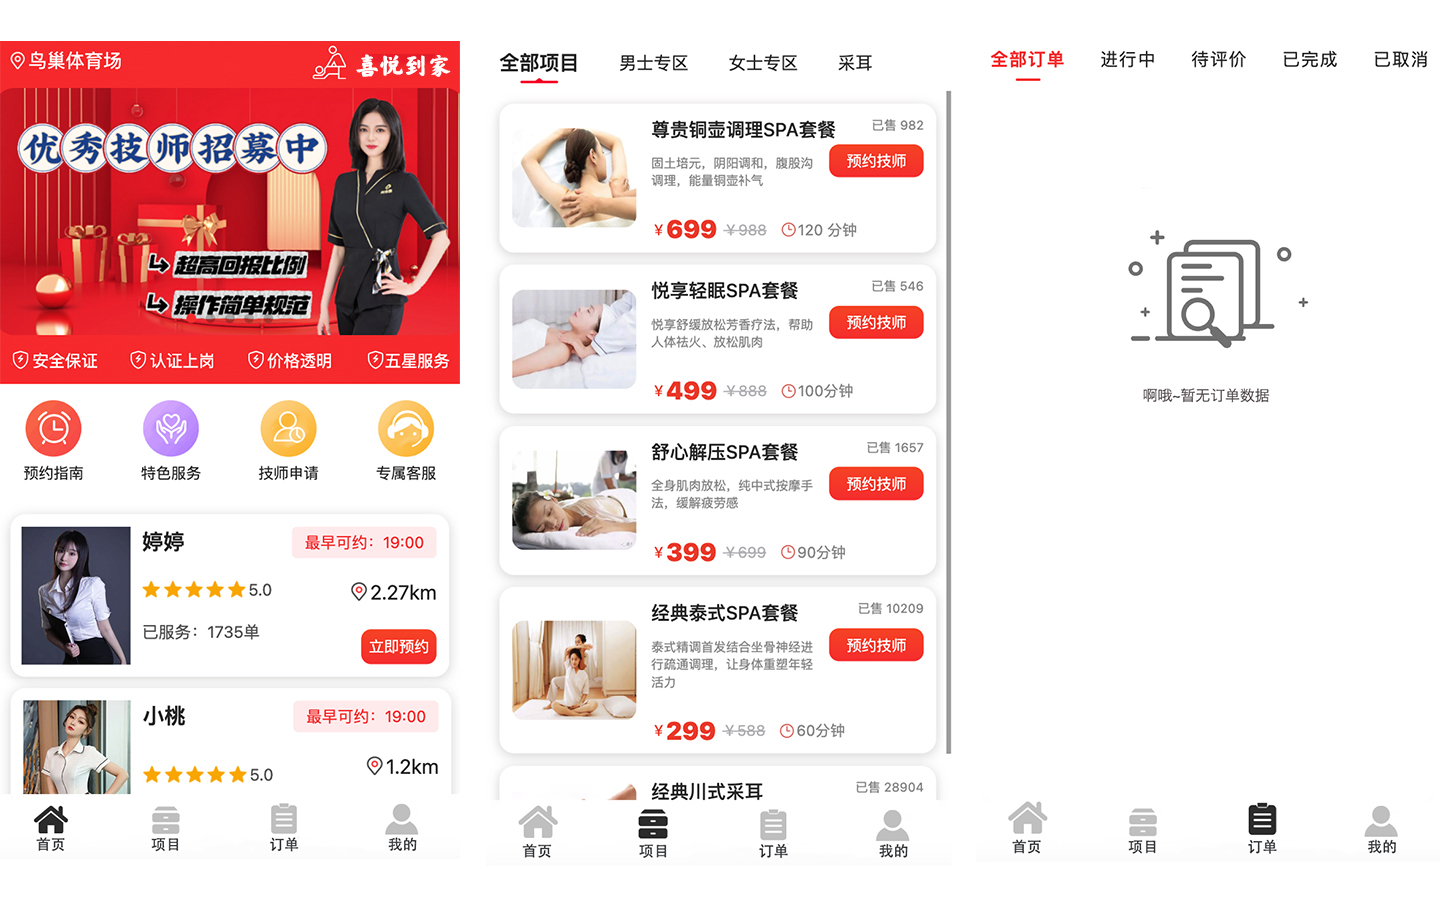 鸟巢体育场
喜悦到家
优秀技师招募中
超高回报比例
操作简单规范
安全保证
认证上岗
价格透明
五星服务
预约指南
特色服务
技师申请
专属客服
婷婷
最早可约：19:00
5.0
2.27km
已服务：1735单
立即预约
小桃
最早可约：19:00
5.0
1.2km
首页
项目
订单
我的
全部项目
男士专区
女士专区
采耳
尊贵铜壶调理SPA套餐
已售 982
固土培元，阴阳调和，腹股沟
调理，能量铜壶补气
预约技师
¥699 ¥988 120 分钟
悦享轻眠SPA套餐
已售 546
悦享舒缓放松芳香疗法，帮助
人体祛火、放松肌肉
预约技师
¥499 ¥888 100分钟
舒心解压SPA套餐
已售 1657
全身肌肉放松，纯中式按摩手
法，缓解疲劳感
预约技师
¥399 ¥699 90分钟
经典泰式SPA套餐
已售 10209
泰式精调首发结合坐骨神经进
行疏通调理，让身体重塑年轻
活力
预约技师
¥299 ¥588 60分钟
经典川式采耳
已售 28904
首页
项目
订单
我的
全部订单
进行中
待评价
已完成
已取消
啊哦~暂无订单数据
首页
项目
订单
我的